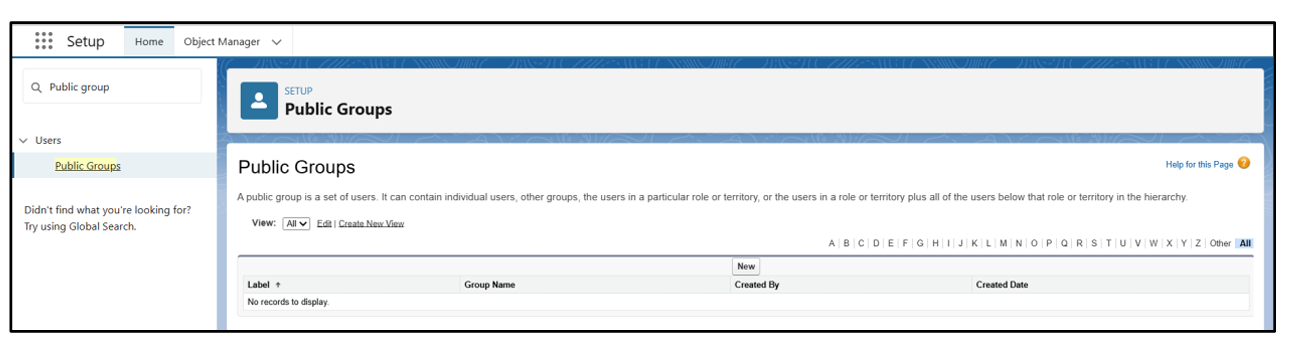 Setup Home Object Manager
Public group
Users
Public Groups
Didn't find what you're looking for?
Try using Global Search.
SETUP
Public Groups
Public Groups
Help for this Page ?
A public group is a set of users. It can contain individual users, other groups, the users in a particular role or territory, or the users in a role or territory plus all of the users below that role or territory in the hierarchy.
View: All Edit | Create New View
A | B | C | D | E | F | G | H | I | J | K | L | M | N | O | P | Q | R | S | T | U | V | W | X | Y | Z | Other | All
New
Label ↑ Group Name Created By Created Date
No records to display.